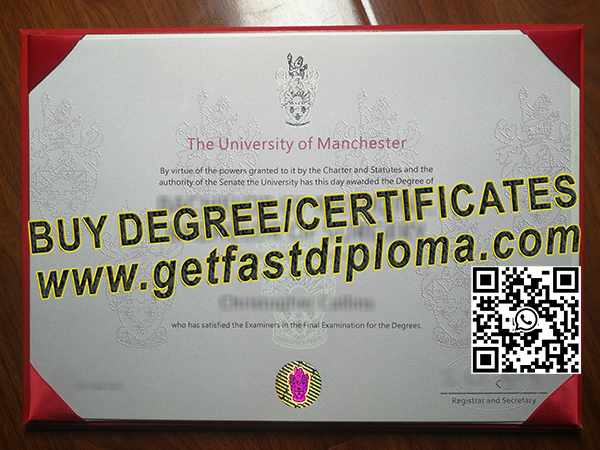 The University of Manchester
By virtue of the powers granted to it by the Charter and Statutes and the
authority of the Senate the University has this day awarded the Degree of
BUY DEGREE/CERTIFICATES
www.getfastdiploma.com
who has satisfied the Examiners in the Final Examination for the Degrees.
Registrar and Secretary